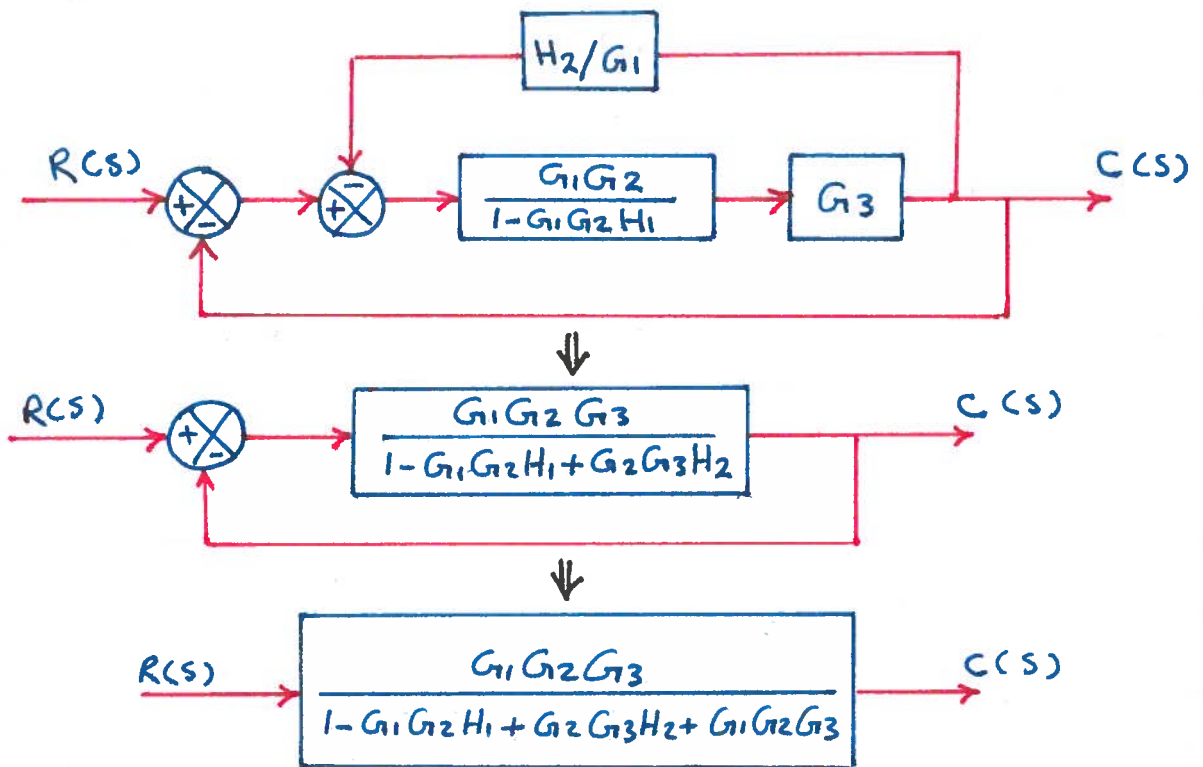 H2/G1
R(S) + - + - G1G2 G3 C(S)
1-G1G2H1
⇓
R(S) + - G1G2G3 C(S)
1-G1G2H1+G2G3H2
⇓
R(S) G1G2G3 C(S)
1-G1G2H1+G2G3H2+G1G2G3